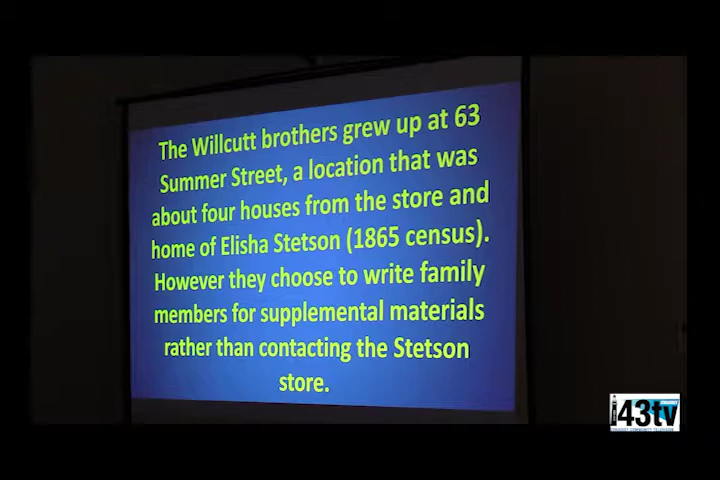 The Willcutt brothers grew up at 63
Summer Street, a location that was
about four houses from the store and
home of Elisha Stetson (1865 census).
However they choose to write family
members for supplemental materials
rather than contacting the Stetson
store.
143tv